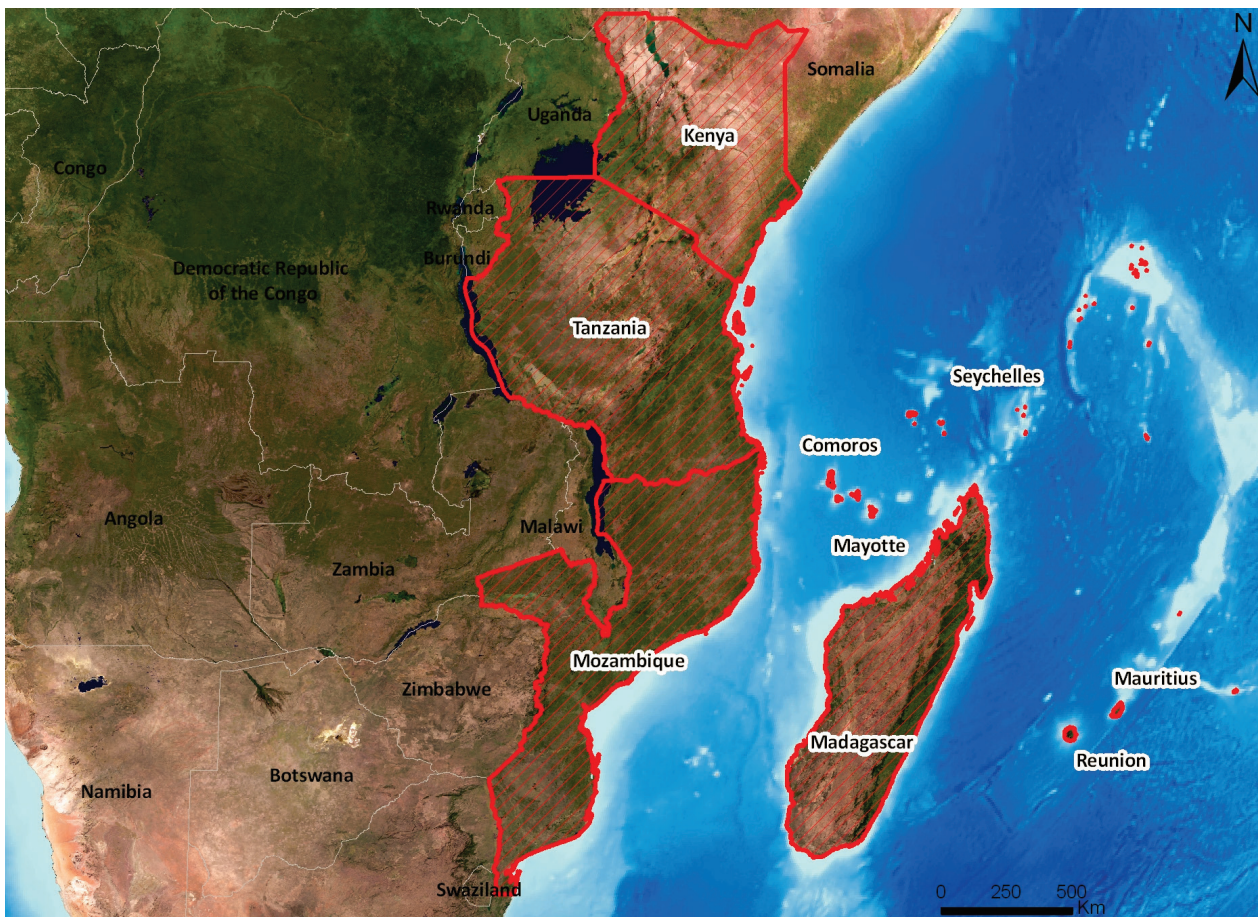 N
Somalia
Uganda
Kenya
Congo
Rwanda
Burundi
Democratic Republic
of the Congo
Tanzania
Seychelles
Comoros
Angola
Malawi
Mayotte
Zambia
Mozambique
Zimbabwe
Mauritius
Madagascar
Reunion
Botswana
Namibia
Swaziland
0 250 500
Km